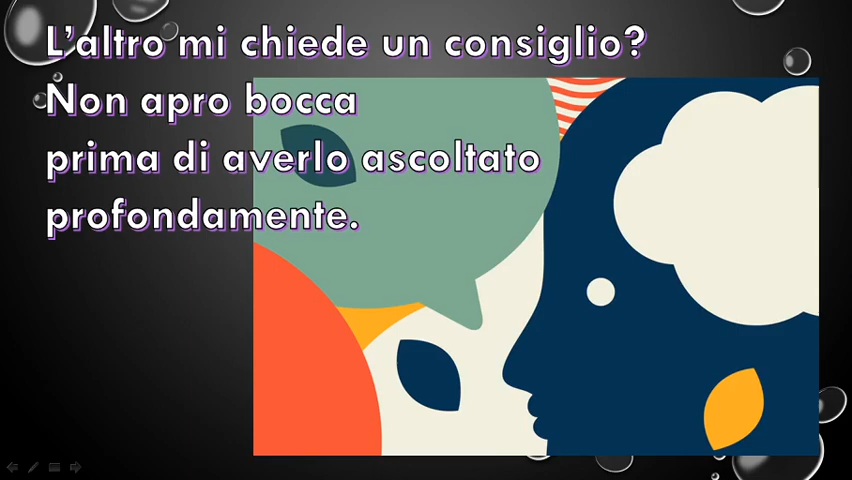 L'altro mi chiede un consiglio?
Non apro bocca
prima di averlo ascoltato
profondamente.